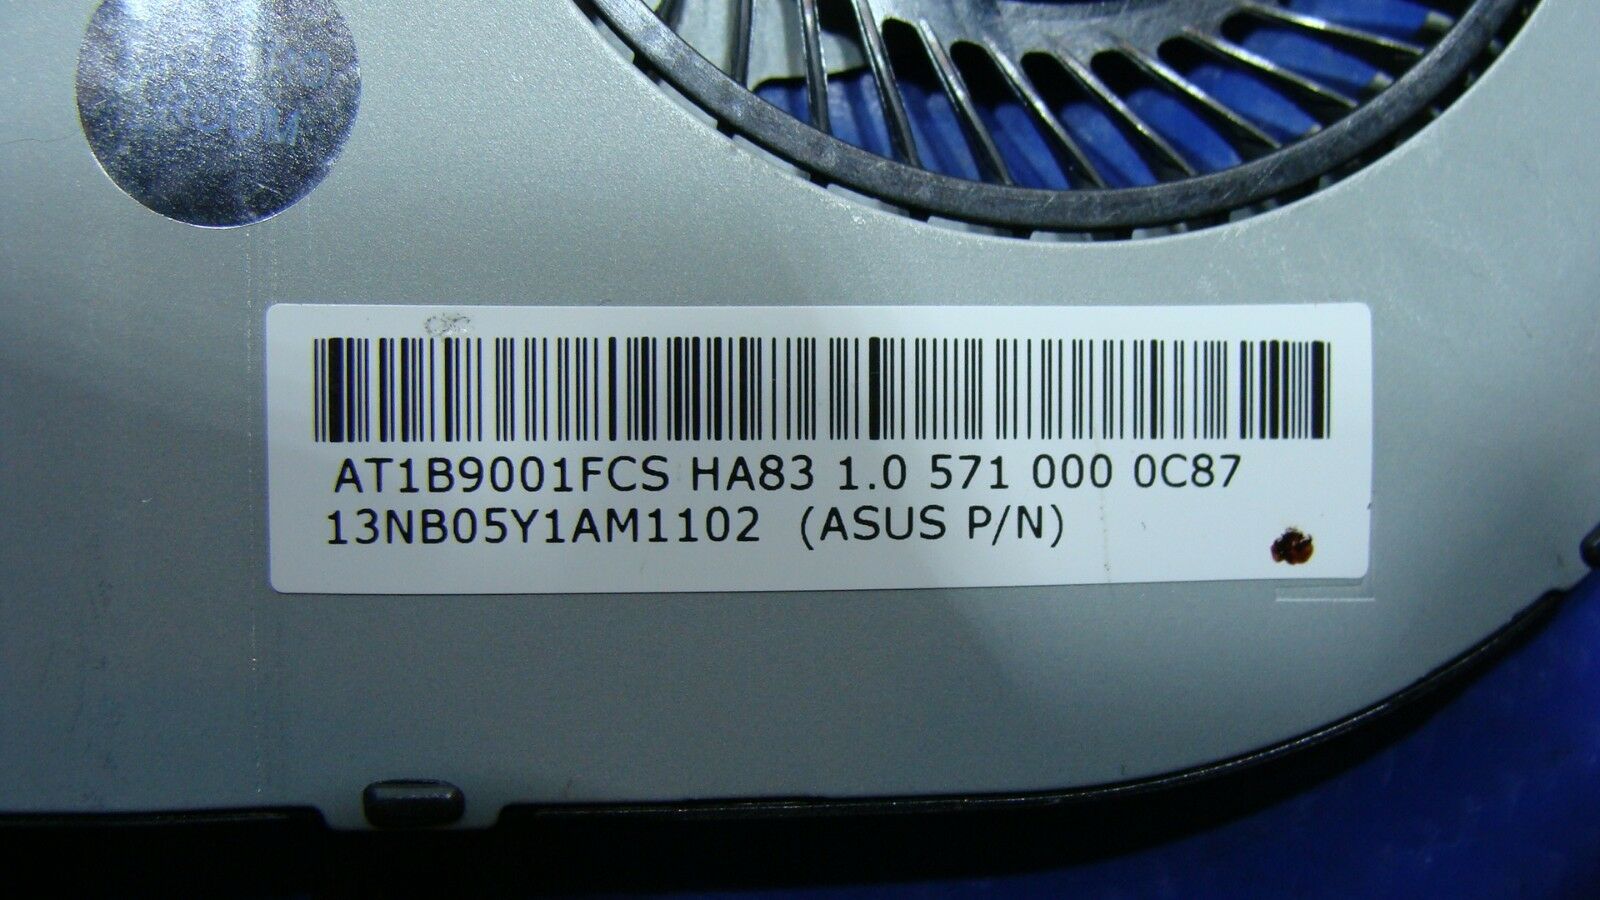 AT1B9001FCS HA83 1.0 571 000 0C87
13NB05Y1AM1102 (ASUS P/N)